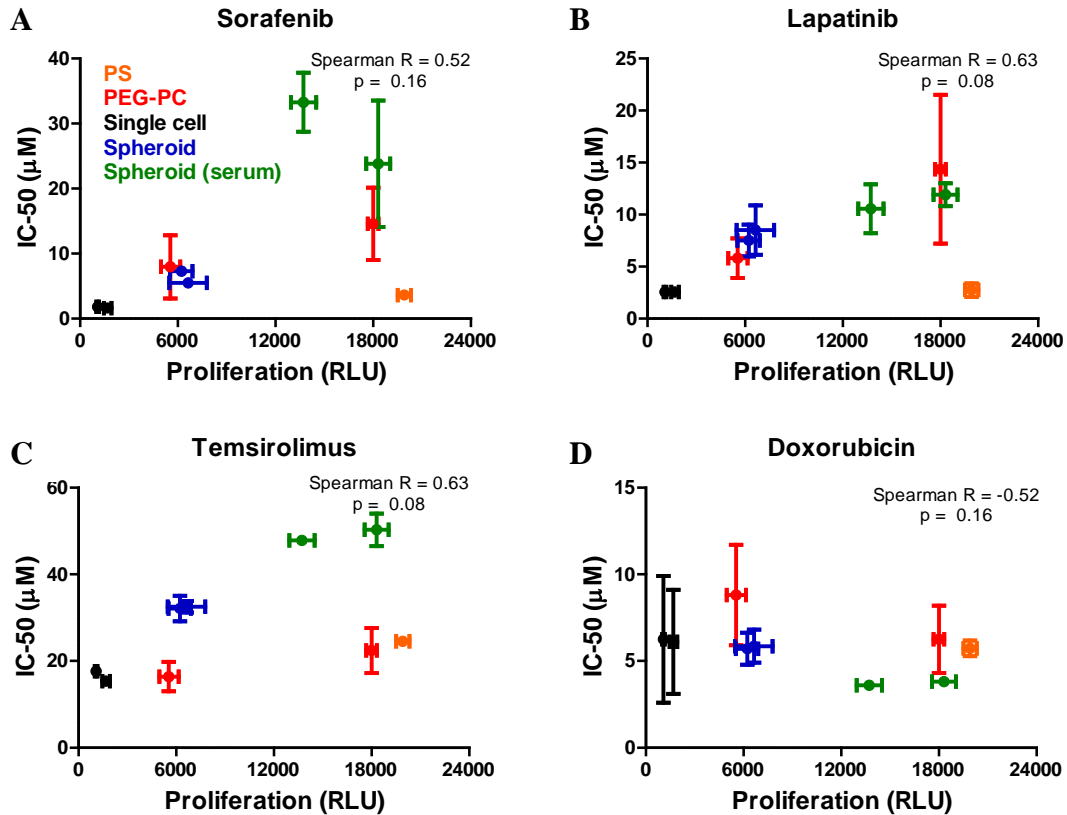 A
Sorafenib
Spearman R = 0.52
p = 0.16
PS
PEG-PC
Single cell
Spheroid
Spheroid (serum)
IC-50 (μM)
40
30
20
10
0
0 6000 12000 18000 24000
Proliferation (RLU)
B
Lapatinib
Spearman R = 0.63
p = 0.08
IC-50 (μM)
25
20
15
10
5
0
0 6000 12000 18000 24000
Proliferation (RLU)
C
Temsirolimus
Spearman R = 0.63
p = 0.08
IC-50 (μM)
60
40
20
0
0 6000 12000 18000 24000
Proliferation (RLU)
D
Doxorubicin
Spearman R = -0.52
p = 0.16
IC-50 (μM)
15
10
5
0
0 6000 12000 18000 24000
Proliferation (RLU)